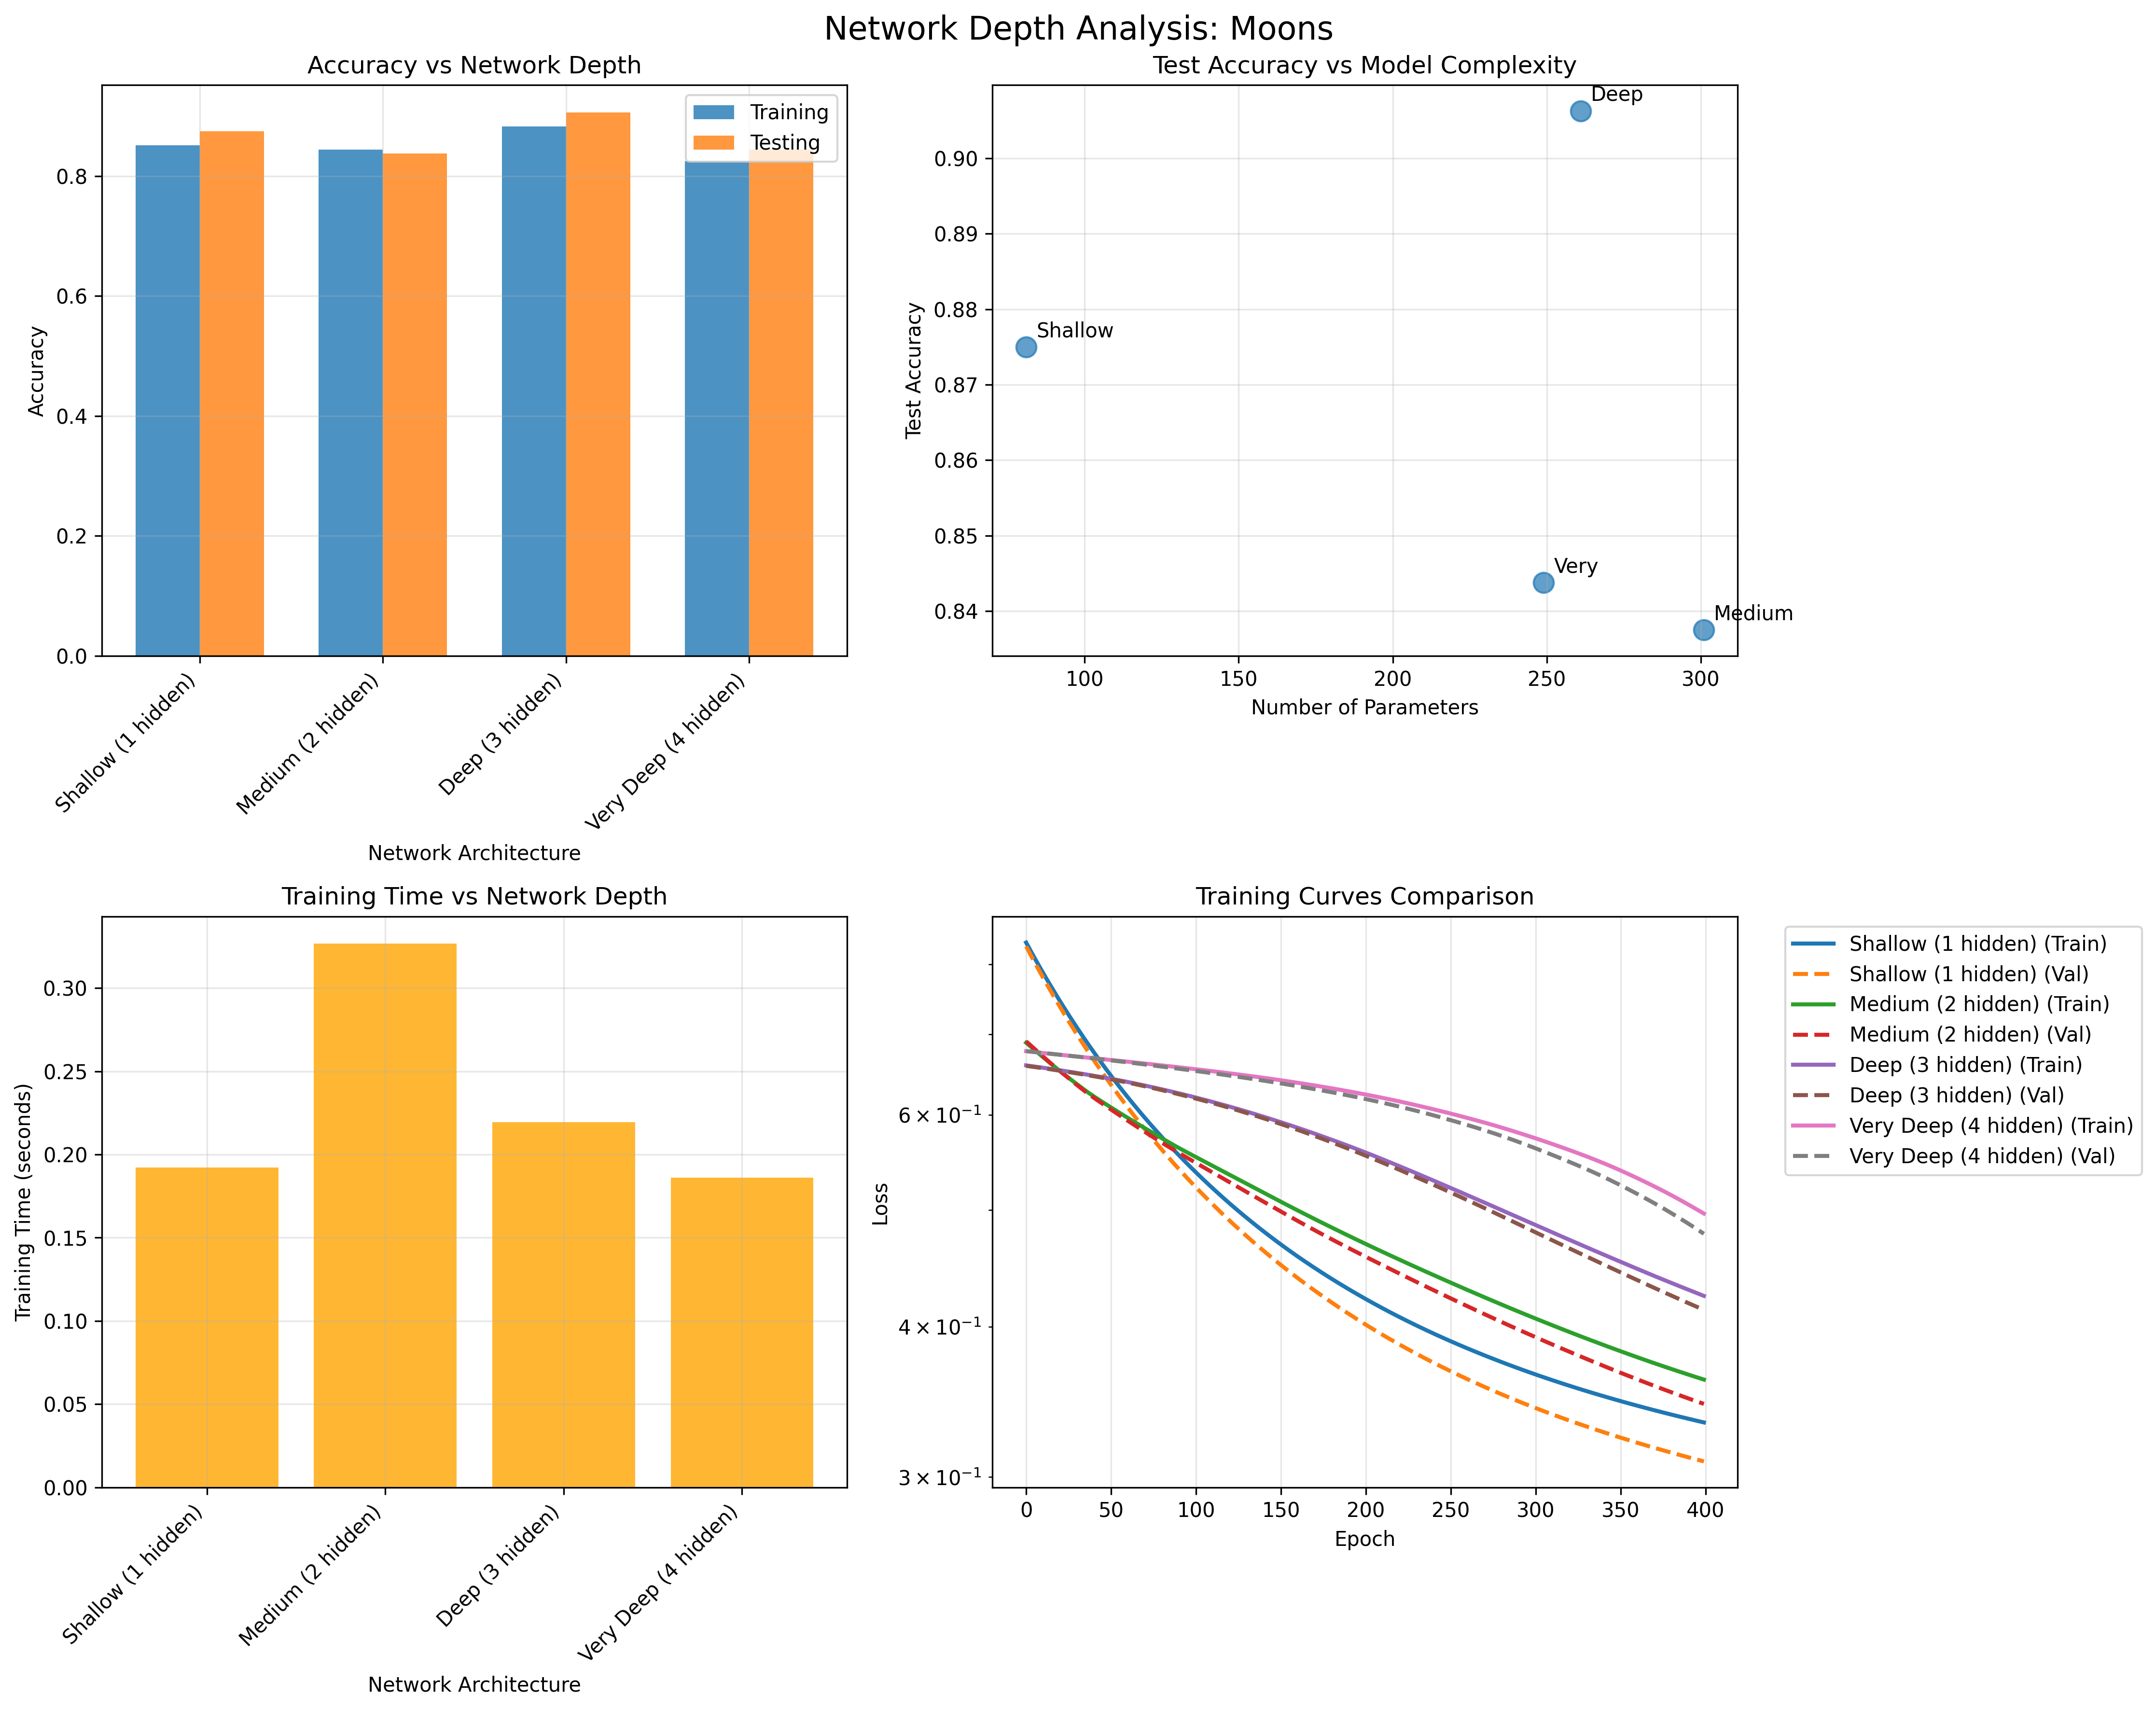 Network Depth Analysis: Moons
Accuracy vs Network Depth
Training
Testing
Accuracy
0.8
0.6
0.4
0.2
0.0
Shallow (1 hidden)
Medium (2 hidden)
Deep (3 hidden)
Very Deep (4 hidden)
Network Architecture
Test Accuracy vs Model Complexity
Deep
Shallow
Very
Medium
Test Accuracy
0.90
0.89
0.88
0.87
0.86
0.85
0.84
100 150 200 250 300
Number of Parameters
Training Time vs Network Depth
Training Time (seconds)
0.30
0.25
0.20
0.15
0.10
0.05
0.00
Shallow (1 hidden)
Medium (2 hidden)
Deep (3 hidden)
Very Deep (4 hidden)
Network Architecture
Training Curves Comparison
Loss
6 × 10⁻¹
4 × 10⁻¹
3 × 10⁻¹
0 50 100 150 200 250 300 350 400
Epoch
Shallow (1 hidden) (Train)
Shallow (1 hidden) (Val)
Medium (2 hidden) (Train)
Medium (2 hidden) (Val)
Deep (3 hidden) (Train)
Deep (3 hidden) (Val)
Very Deep (4 hidden) (Train)
Very Deep (4 hidden) (Val)